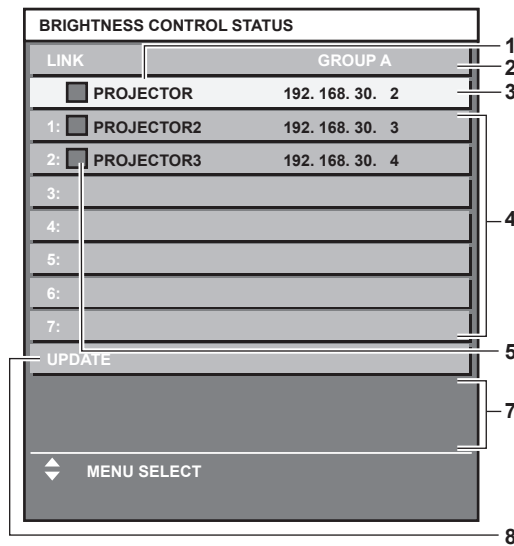 BRIGHTNESS CONTROL STATUS
LINK GROUP A
PROJECTOR 192. 168. 30. 2
1: PROJECTOR2 192. 168. 30. 3
2: PROJECTOR3 192. 168. 30. 4
3:
4:
5:
6:
7:
UPDATE
MENU SELECT
1
2
3
4
5
7
8